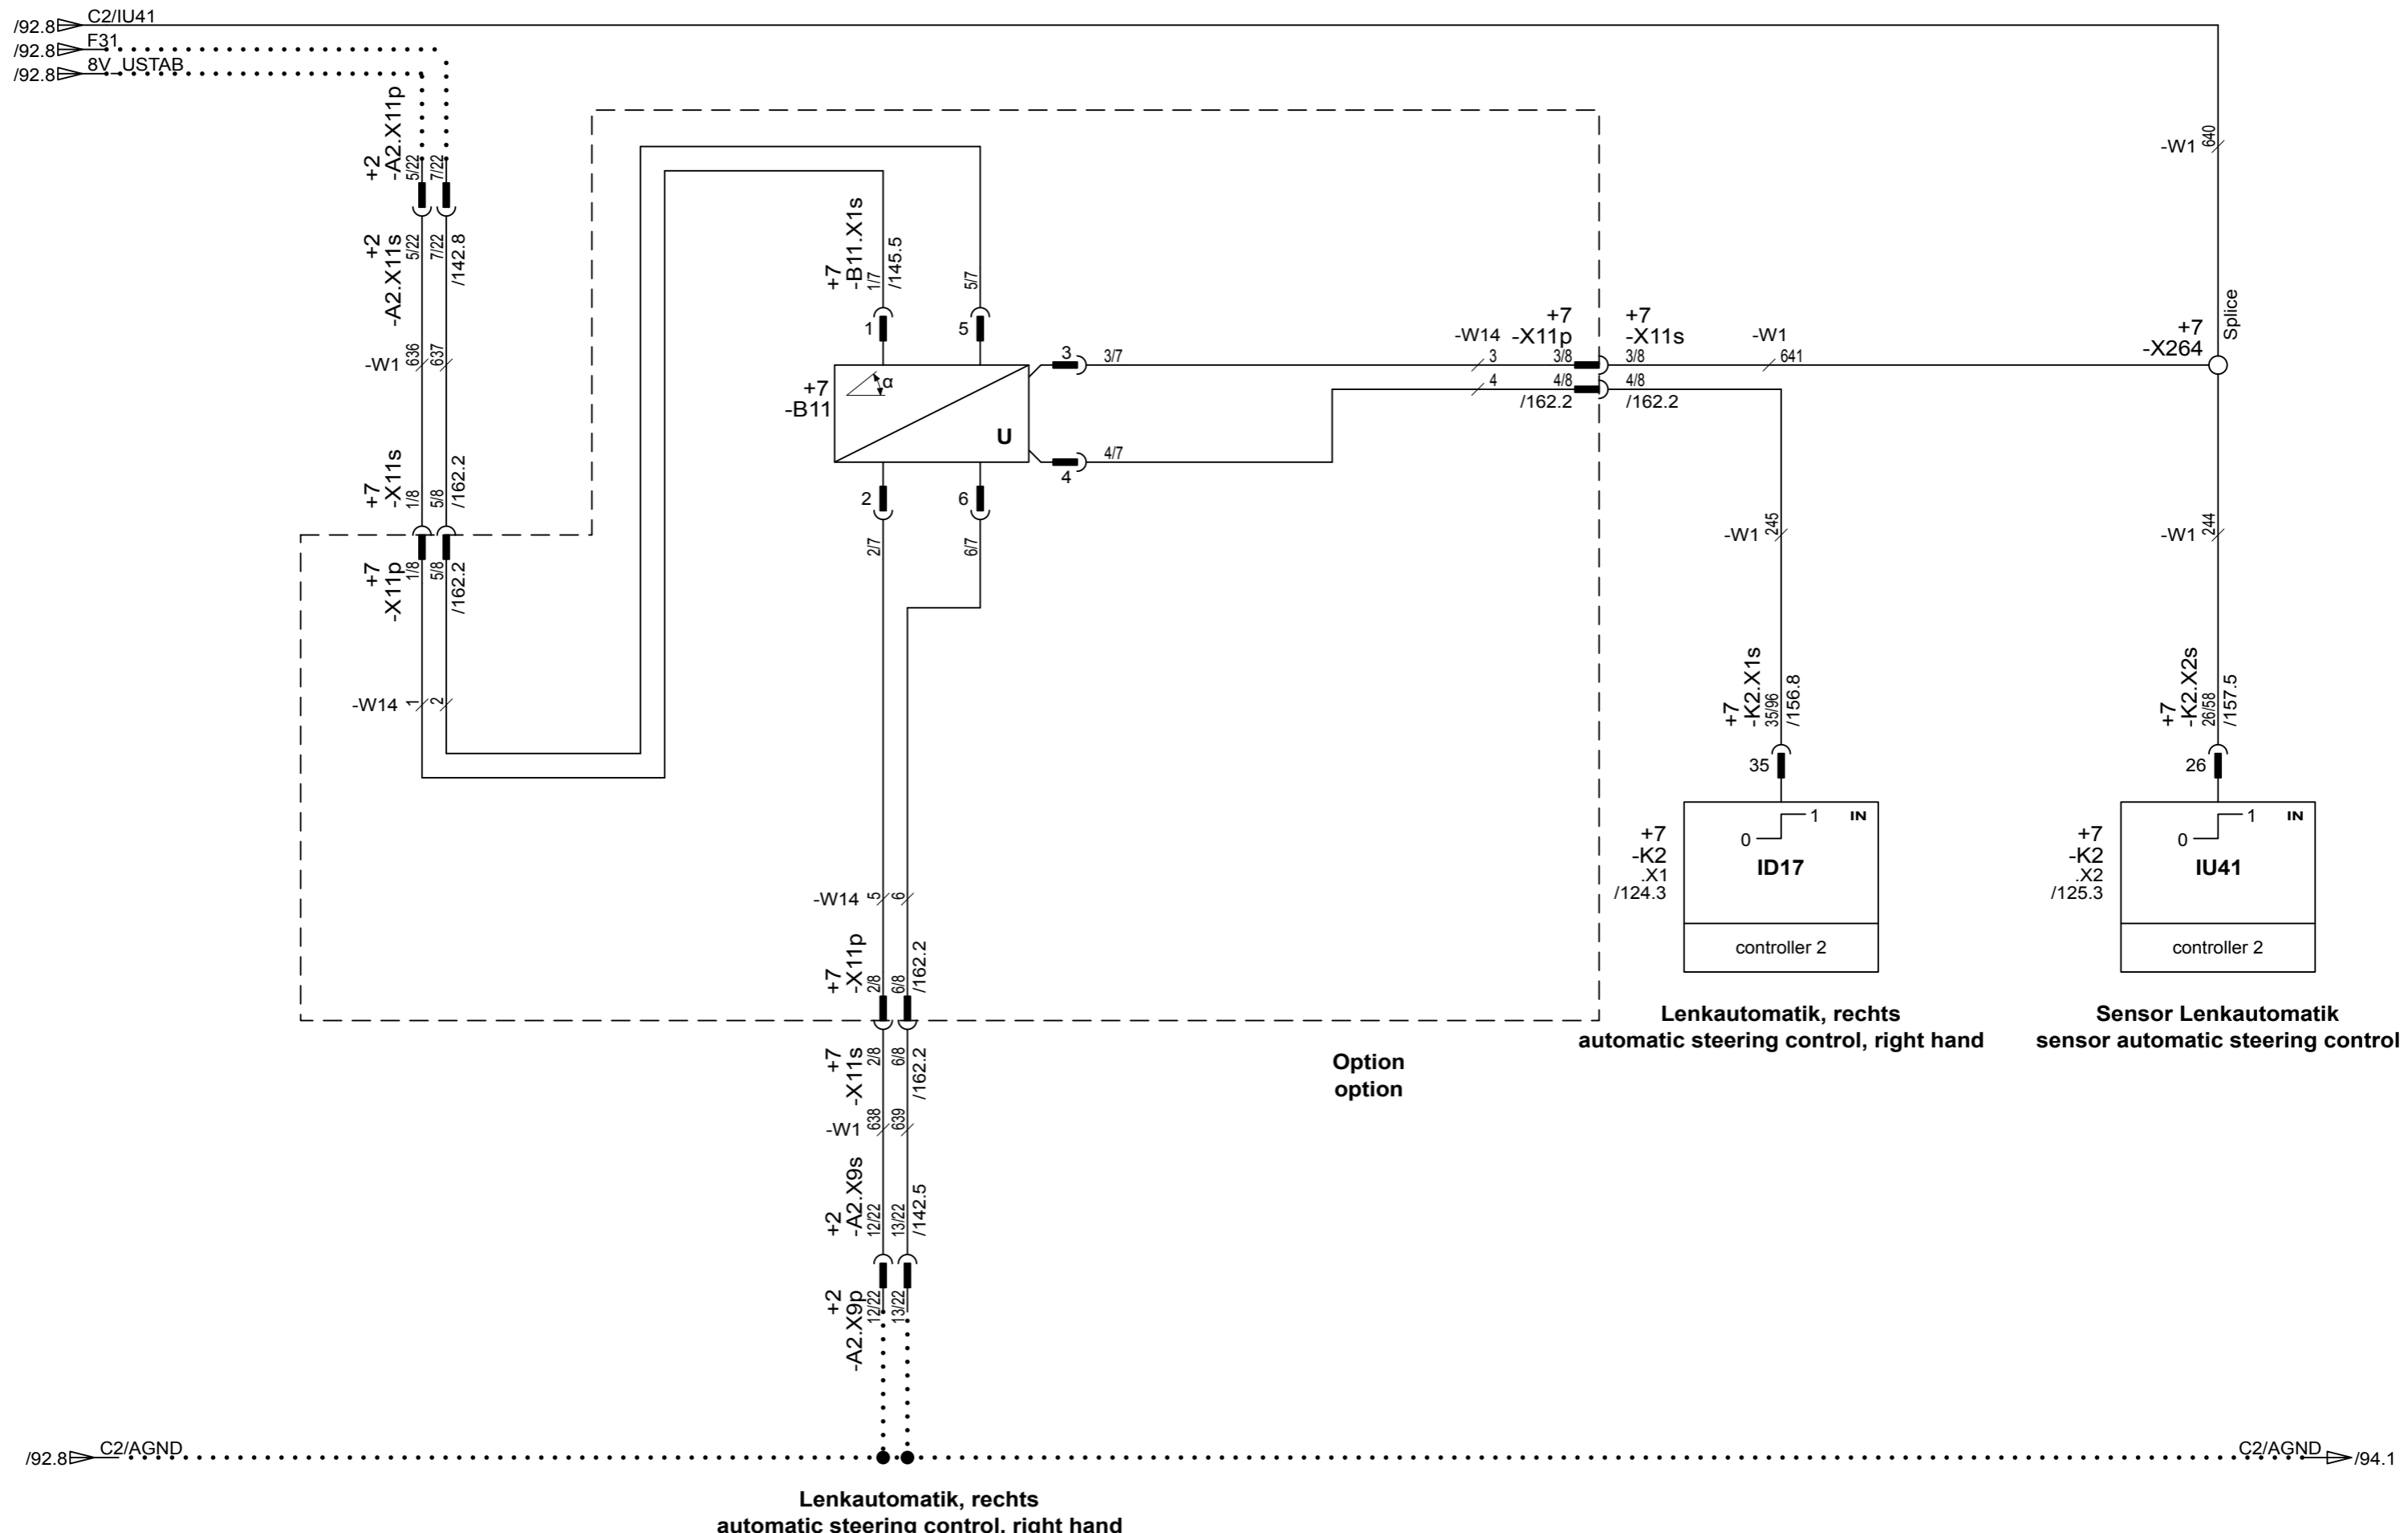 C2/IU41
/92.8
F31
/92.8
8V_USTAB
/92.8
+2
-A2.X11p
5/22
7/22
+2
-A2.X11s
5/22
7/22
/142.8
-W1
636
637
+7
-X11s
1/8
5/8
/162.2
+7
-X11p
1/8
5/8
/162.2
-W14
1
2
+7
-B11.X1s
1/7
/145.5
5/7
1
5
+7
-B11
α
U
3
3/7
4
4/7
2
6
2/7
6/7
-W14
3
4
+7
-X11p
3/8
4/8
/162.2
+7
-X11s
3/8
4/8
/162.2
-W1
641
-W1
640
+7
-X264
Splice
-W1
245
-W1
244
+7
-K2.X1s
35/96
/156.8
35
+7
-K2.X2s
26/58
/157.5
26
+7
-K2
.X1
/124.3
0
1
IN
ID17
controller 2
+7
-K2
.X2
/125.3
0
1
IN
IU41
controller 2
Lenkautomatik, rechts
automatic steering control, right hand
Sensor Lenkautomatik
sensor automatic steering control
-W14
5
6
+7
-X11p
2/8
6/8
/162.2
+7
-X11s
2/8
6/8
/162.2
Option
option
-W1
638
639
+2
-A2.X9s
12/22
13/22
/142.5
+2
-A2.X9p
12/22
13/22
/92.8
C2/AGND
C2/AGND
/94.1
Lenkautomatik, rechts
automatic steering control, right hand